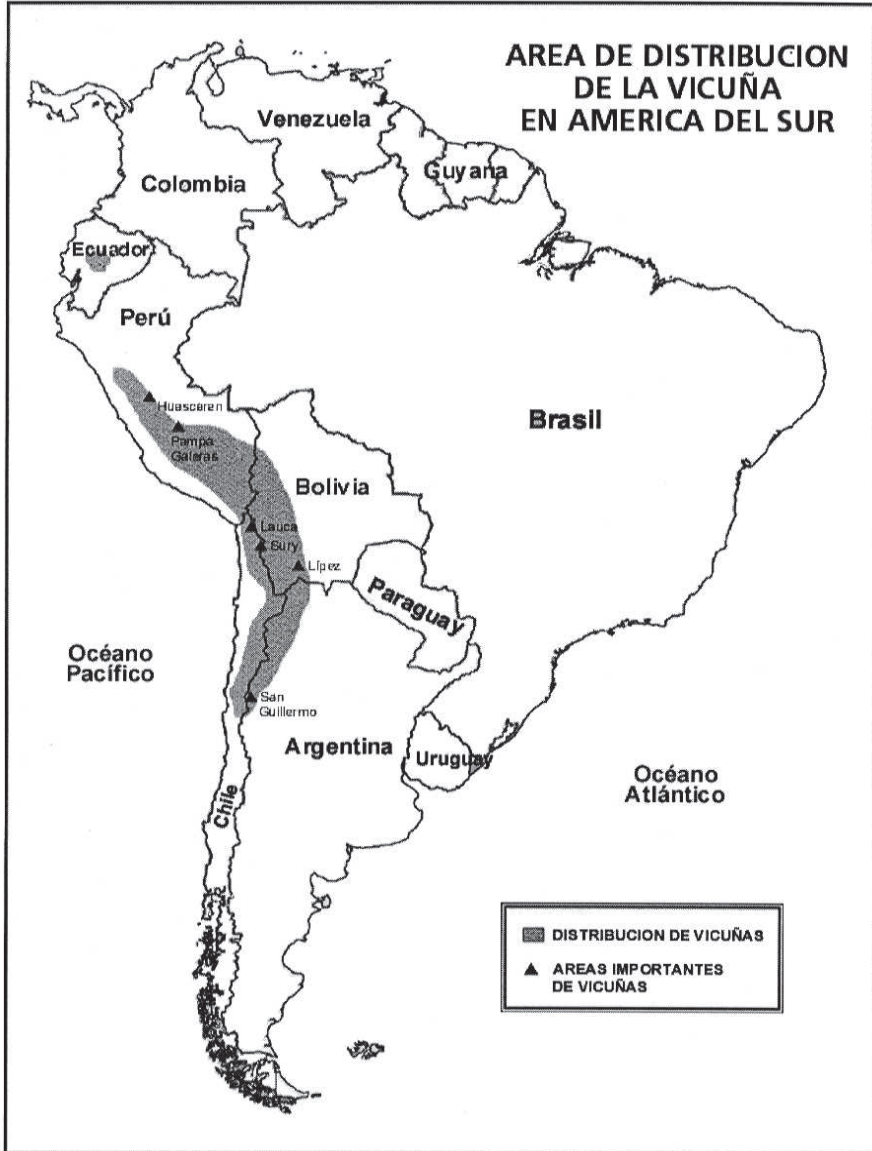 AREA DE DISTRIBUCION
DE LA VICUÑA
EN AMERICA DEL SUR
Venezuela
Guyana
Colombia
Ecuador
Perú
Huascaren
Pampa
Galeras
Brasil
Bolivia
Lauca
Sury
Lípez
Paraguay
Océano
Pacífico
San
Guillermo
Argentina
Uruguay
Océano
Atlántico
Chile
DISTRIBUCION DE VICUÑAS
AREAS IMPORTANTES
DE VICUÑAS